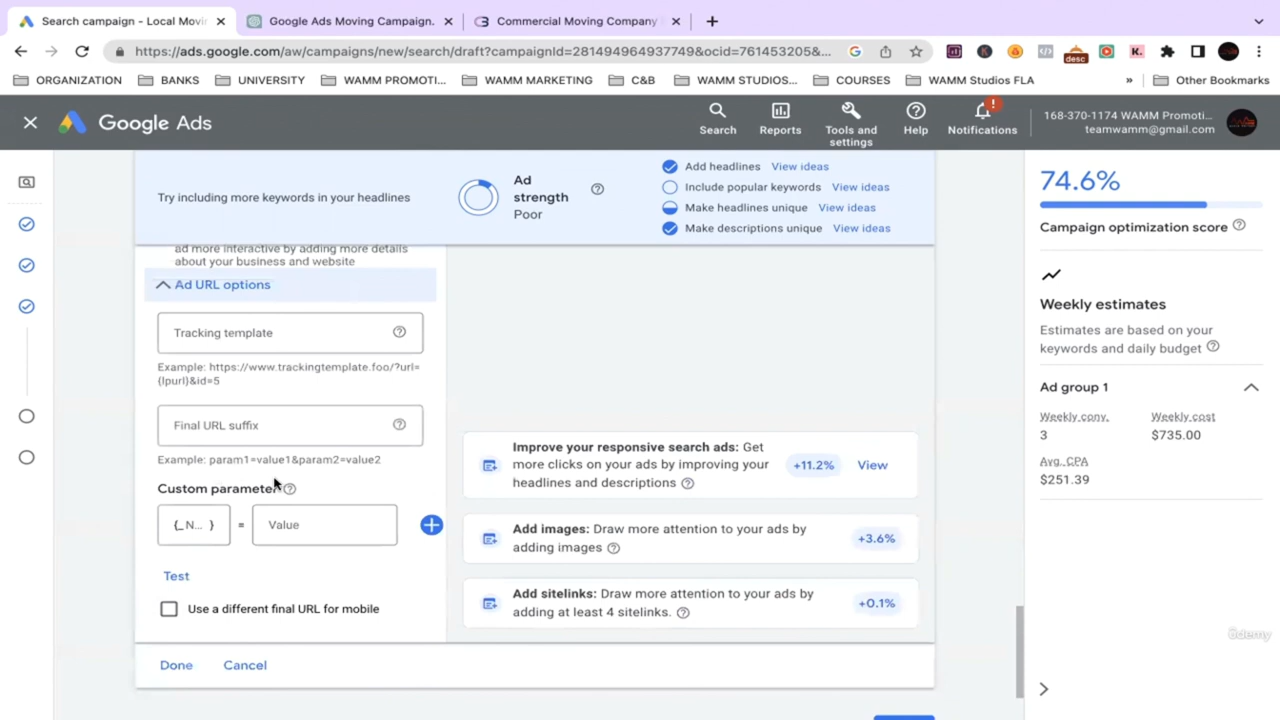 Search campaign - Local Movi
Google Ads Moving Campaign.
Commercial Moving Company
https://ads.google.com/aw/campaigns/new/search/draft?campaignId=281494964937749&ocid=761453205&...
desc
K.
ORGANIZATION
BANKS
UNIVERSITY
WAMM PROMOTI...
WAMM MARKETING
C&B
WAMM STUDIOS...
COURSES
WAMM Studios FLA
»
Other Bookmarks
Google Ads
Search
Reports
Tools and
settings
Help
!
Notifications
168-370-1174 WAMM Promoti...
teamwamm@gmail.com
Try including more keywords in your headlines
Ad
strength
Poor
Add headlines View ideas
Include popular keywords View ideas
Make headlines unique View ideas
Make descriptions unique View ideas
ad more interactive by adding more details
about your business and website
Ad URL options
Tracking template
Example: https://www.trackingtemplate.foo/?url=
{lpurl}&id=5
Final URL suffix
Example: param1=value1&param2=value2
Custom parameter
{_ N... } = Value
Test
Use a different final URL for mobile
Done Cancel
Improve your responsive search ads: Get
more clicks on your ads by improving your
headlines and descriptions
+11.2% View
Add images: Draw more attention to your ads by
adding images
+3.6%
Add sitelinks: Draw more attention to your ads by
adding at least 4 sitelinks.
+0.1%
74.6%
Campaign optimization score
Weekly estimates
Estimates are based on your
keywords and daily budget
Ad group 1
Weekly conv. Weekly cost
3 $735.00
Avg. CPA
$251.39
ûdemy